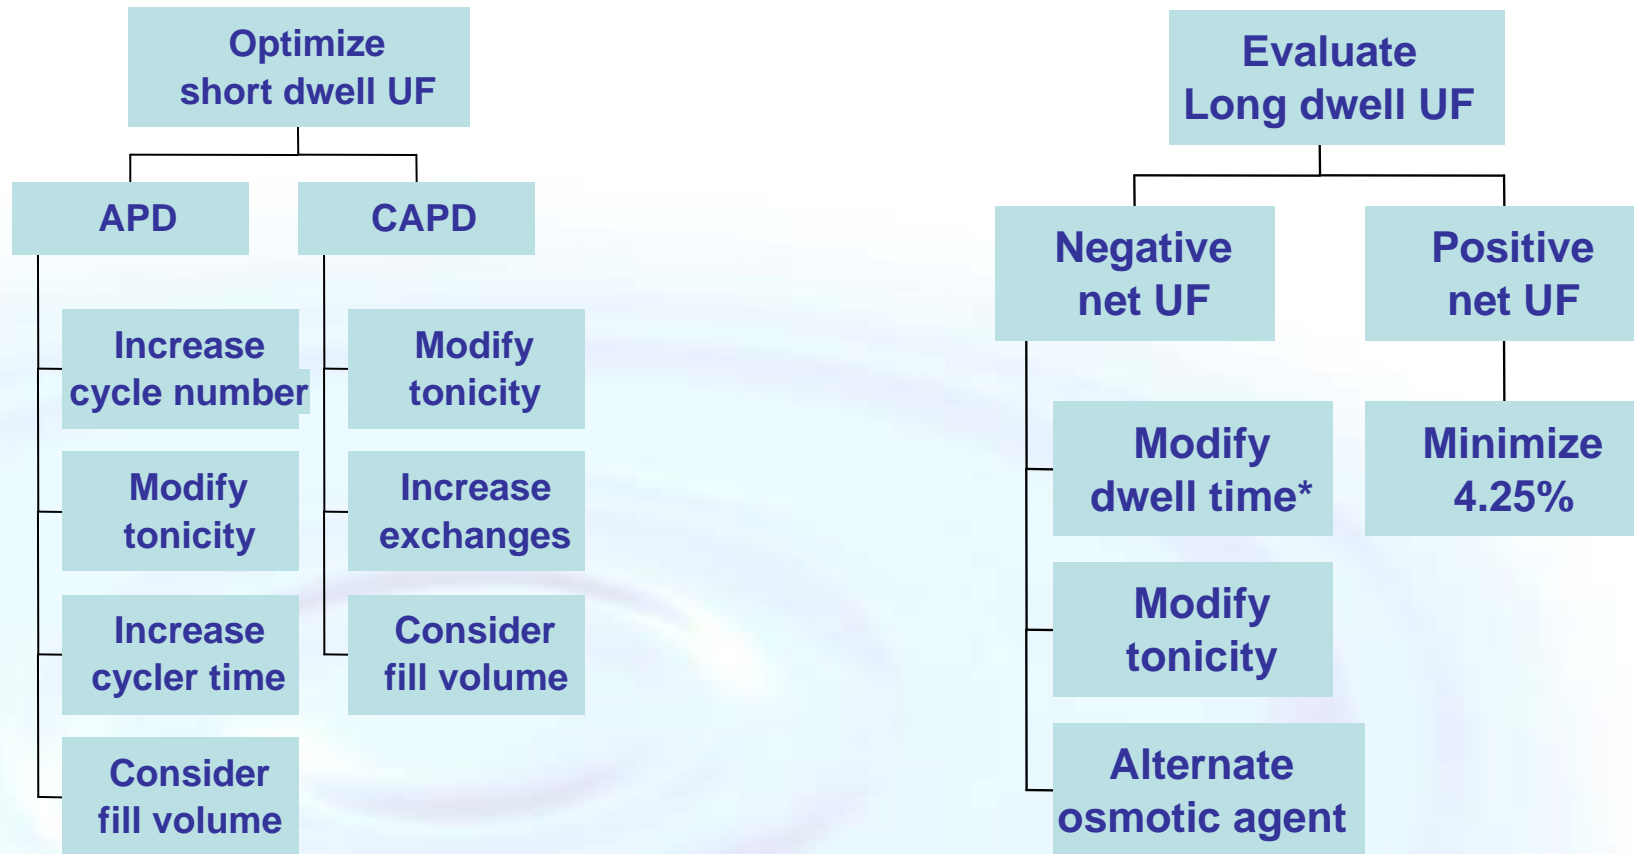 Optimize
short dwell UF
APD
CAPD
Increase
cycle number
Modify
tonicity
Increase
cycler time
Consider
fill volume
Modify
tonicity
Increase
exchanges
Consider
fill volume
Evaluate
Long dwell UF
Negative
net UF
Positive
net UF
Modify
dwell time*
Modify
tonicity
Alternate
osmotic agent
Minimize
4.25%